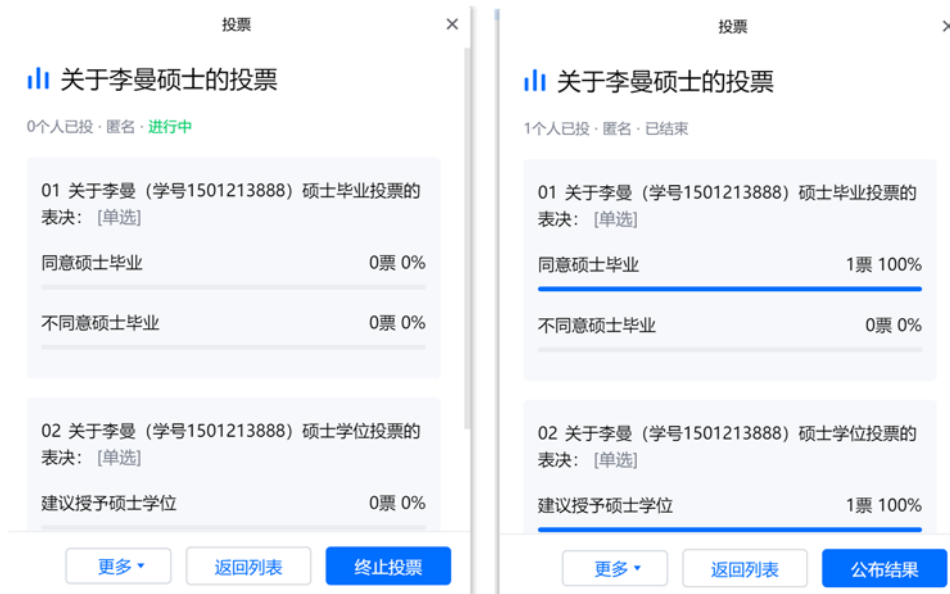 投票
关于李曼硕士的投票
0个人已投 · 匿名 · 进行中
01 关于李曼（学号1501213888）硕士毕业投票的
表决： [单选]
同意硕士毕业 0票 0%
不同意硕士毕业 0票 0%
02 关于李曼（学号1501213888）硕士学位投票的
表决： [单选]
建议授予硕士学位 0票 0%
更多 返回列表 终止投票
投票
关于李曼硕士的投票
1个人已投 · 匿名 · 已结束
01 关于李曼（学号1501213888）硕士毕业投票的
表决： [单选]
同意硕士毕业 1票 100%
不同意硕士毕业 0票 0%
02 关于李曼（学号1501213888）硕士学位投票的
表决： [单选]
建议授予硕士学位 1票 100%
更多 返回列表 公布结果